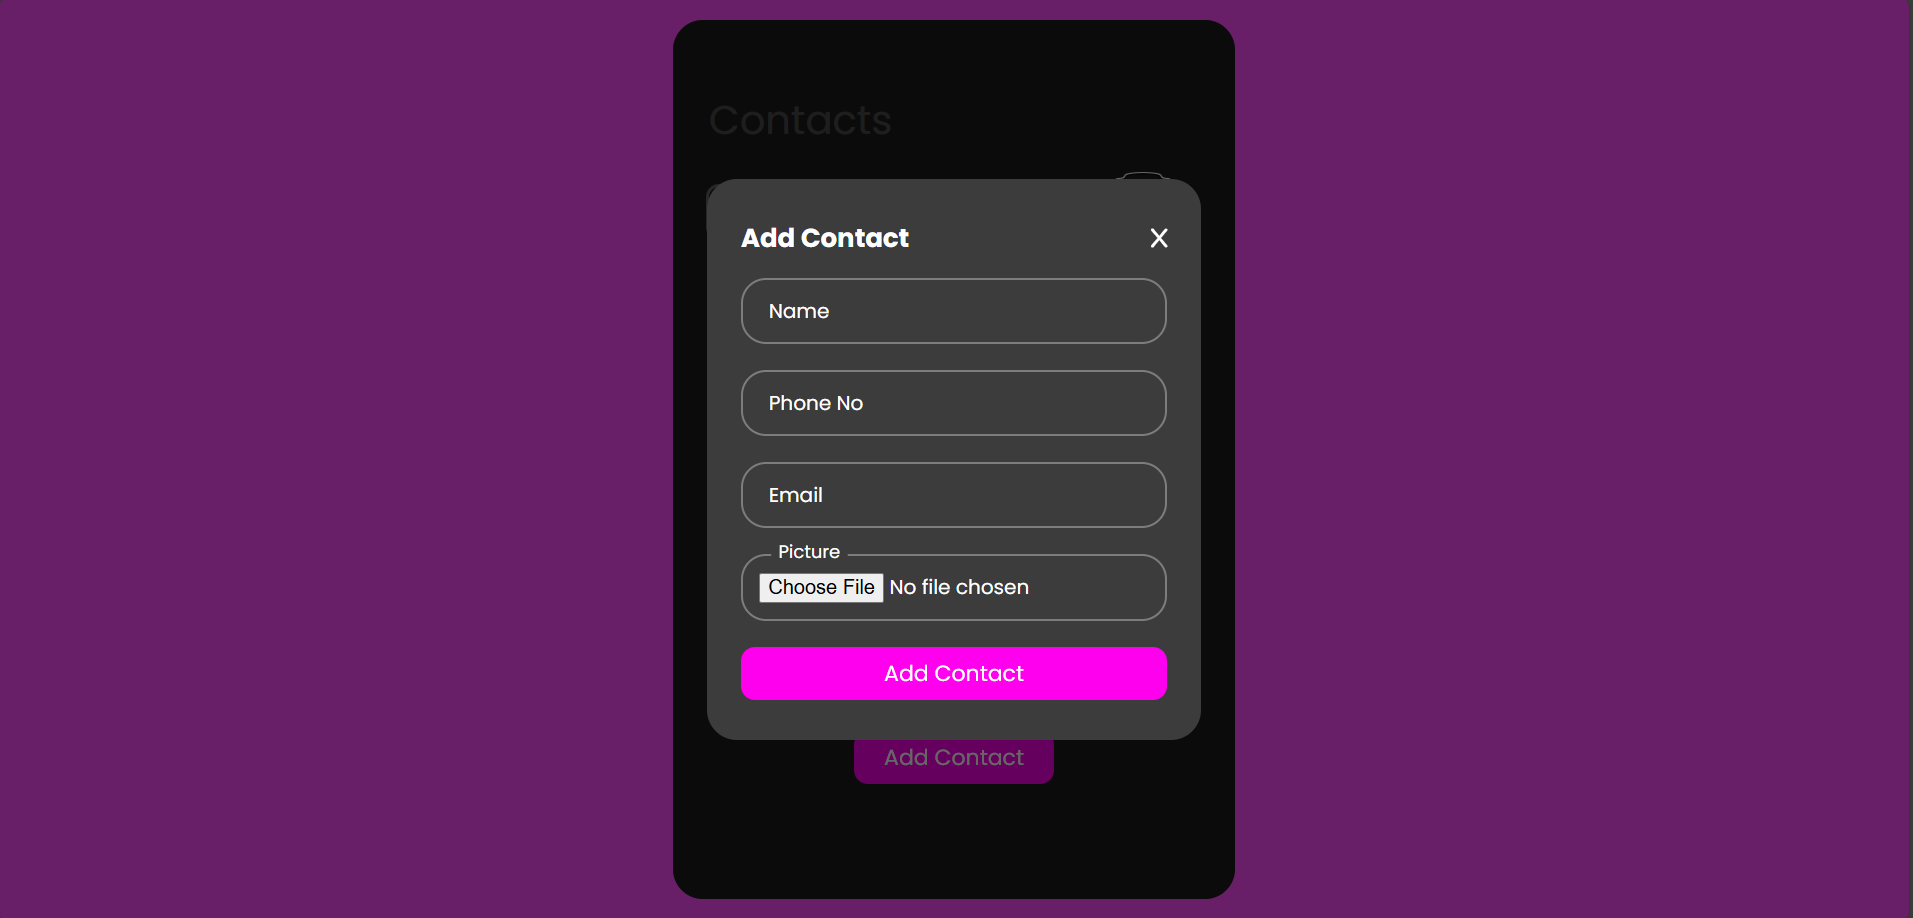 Contacts
Add Contact
Name
Phone No
Email
Picture
Choose File No file chosen
Add Contact
Add Contact